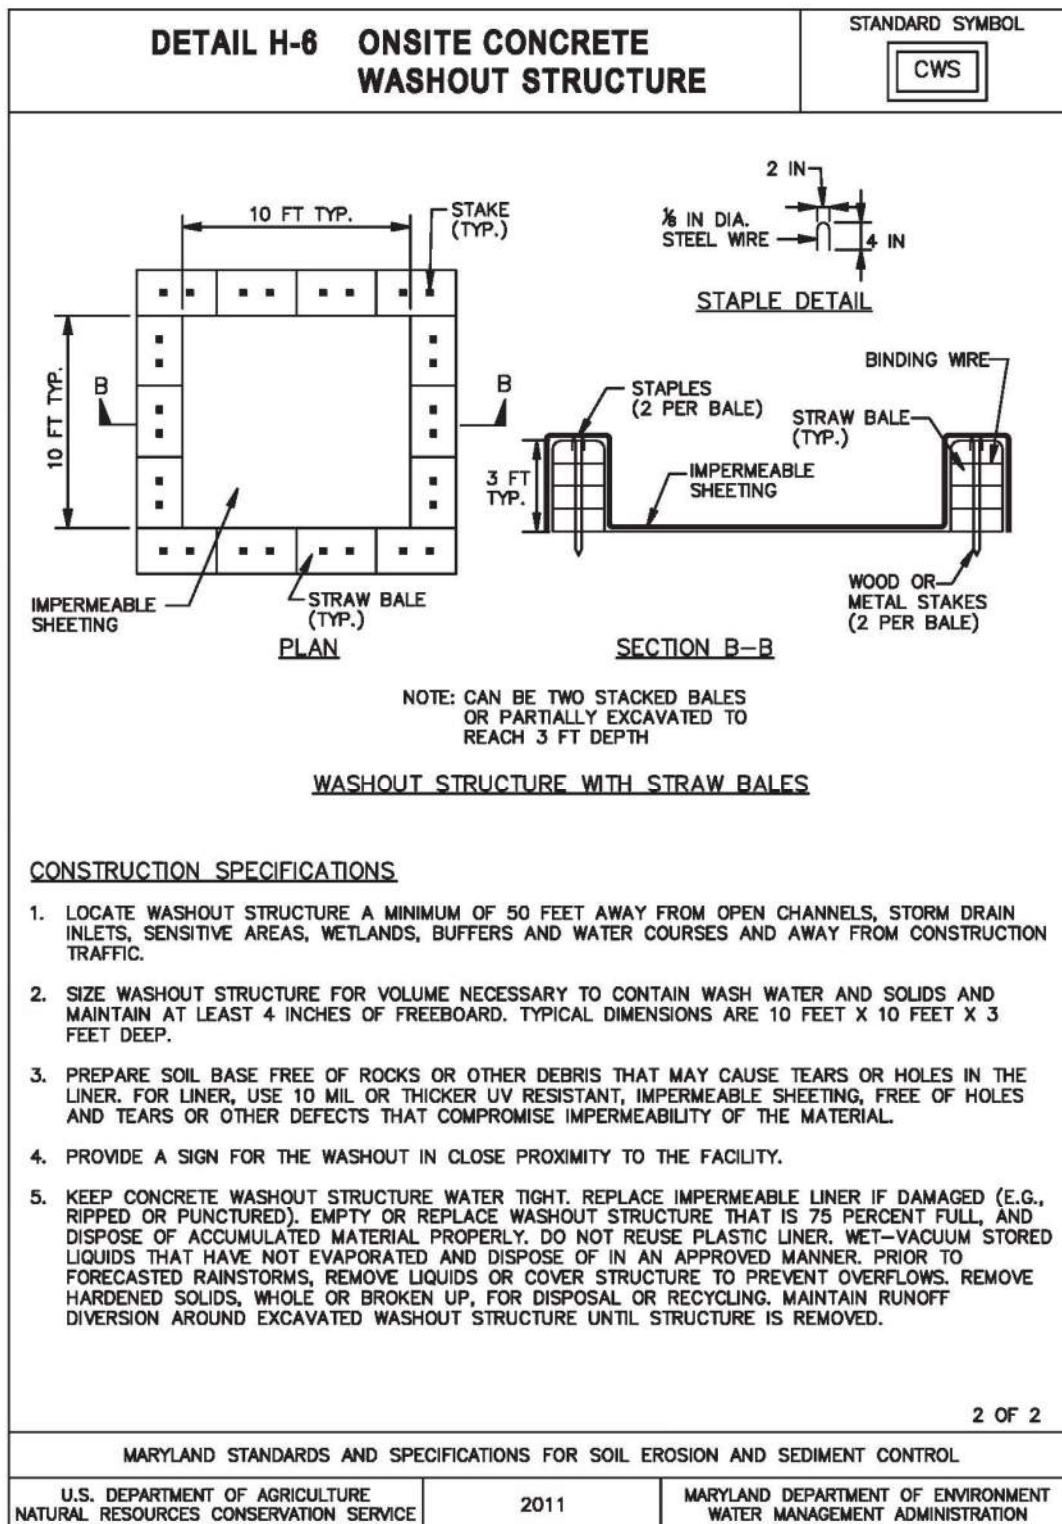 DETAIL H-6 ONSITE CONCRETE
WASHOUT STRUCTURE
STANDARD SYMBOL
CWS
10 FT TYP.
STAKE
(TYP.)
10 FT TYP.
B
B
IMPERMEABLE
SHEETING
STRAW BALE
(TYP.)
PLAN
2 IN
⅛ IN DIA.
STEEL WIRE
4 IN
STAPLE DETAIL
BINDING WIRE
STAPLES
(2 PER BALE)
STRAW BALE
(TYP.)
3 FT
TYP.
IMPERMEABLE
SHEETING
WOOD OR
METAL STAKES
(2 PER BALE)
SECTION B-B
NOTE: CAN BE TWO STACKED BALES
OR PARTIALLY EXCAVATED TO
REACH 3 FT DEPTH
WASHOUT STRUCTURE WITH STRAW BALES
CONSTRUCTION SPECIFICATIONS
1. LOCATE WASHOUT STRUCTURE A MINIMUM OF 50 FEET AWAY FROM OPEN CHANNELS, STORM DRAIN
INLETS, SENSITIVE AREAS, WETLANDS, BUFFERS AND WATER COURSES AND AWAY FROM CONSTRUCTION
TRAFFIC.
2. SIZE WASHOUT STRUCTURE FOR VOLUME NECESSARY TO CONTAIN WASH WATER AND SOLIDS AND
MAINTAIN AT LEAST 4 INCHES OF FREEBOARD. TYPICAL DIMENSIONS ARE 10 FEET X 10 FEET X 3
FEET DEEP.
3. PREPARE SOIL BASE FREE OF ROCKS OR OTHER DEBRIS THAT MAY CAUSE TEARS OR HOLES IN THE
LINER. FOR LINER, USE 10 MIL OR THICKER UV RESISTANT, IMPERMEABLE SHEETING, FREE OF HOLES
AND TEARS OR OTHER DEFECTS THAT COMPROMISE IMPERMEABILITY OF THE MATERIAL.
4. PROVIDE A SIGN FOR THE WASHOUT IN CLOSE PROXIMITY TO THE FACILITY.
5. KEEP CONCRETE WASHOUT STRUCTURE WATER TIGHT. REPLACE IMPERMEABLE LINER IF DAMAGED (E.G.,
RIPPED OR PUNCTURED). EMPTY OR REPLACE WASHOUT STRUCTURE THAT IS 75 PERCENT FULL, AND
DISPOSE OF ACCUMULATED MATERIAL PROPERLY. DO NOT REUSE PLASTIC LINER. WET-VACUUM STORED
LIQUIDS THAT HAVE NOT EVAPORATED AND DISPOSE OF IN AN APPROVED MANNER. PRIOR TO
FORECASTED RAINSTORMS, REMOVE LIQUIDS OR COVER STRUCTURE TO PREVENT OVERFLOWS. REMOVE
HARDENED SOLIDS, WHOLE OR BROKEN UP, FOR DISPOSAL OR RECYCLING. MAINTAIN RUNOFF
DIVERSION AROUND EXCAVATED WASHOUT STRUCTURE UNTIL STRUCTURE IS REMOVED.
2 OF 2
MARYLAND STANDARDS AND SPECIFICATIONS FOR SOIL EROSION AND SEDIMENT CONTROL
U.S. DEPARTMENT OF AGRICULTURE
NATURAL RESOURCES CONSERVATION SERVICE
2011
MARYLAND DEPARTMENT OF ENVIRONMENT
WATER MANAGEMENT ADMINISTRATION